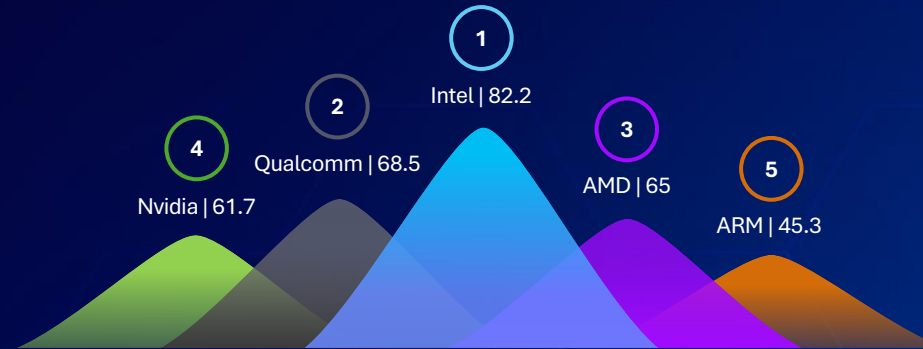 1
Intel | 82.2
2
Qualcomm | 68.5
3
AMD | 65
4
Nvidia | 61.7
5
ARM | 45.3